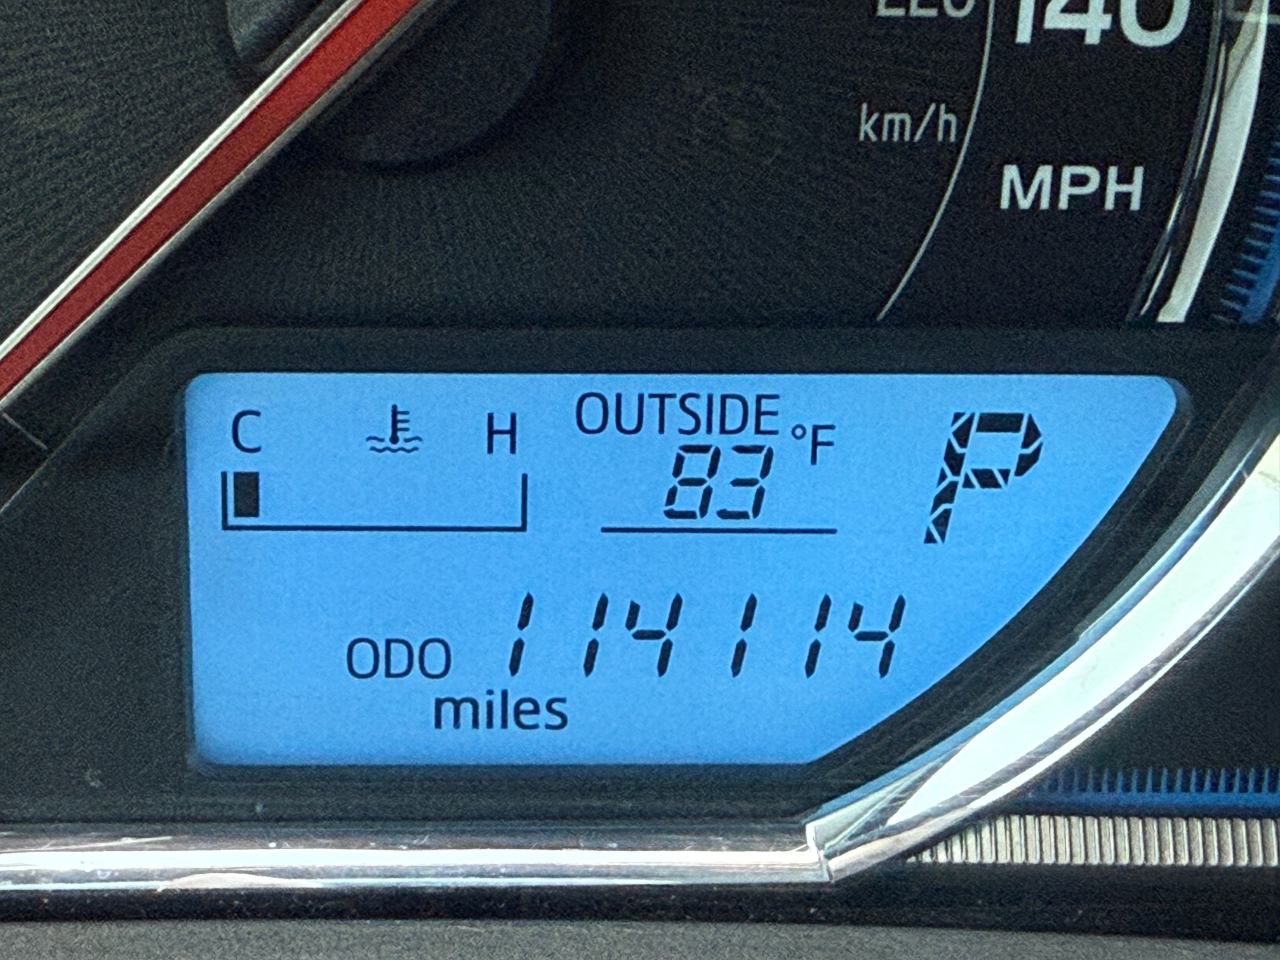 140
km/h
MPH
C H OUTSIDE
83 °F P
ODO 114114
miles